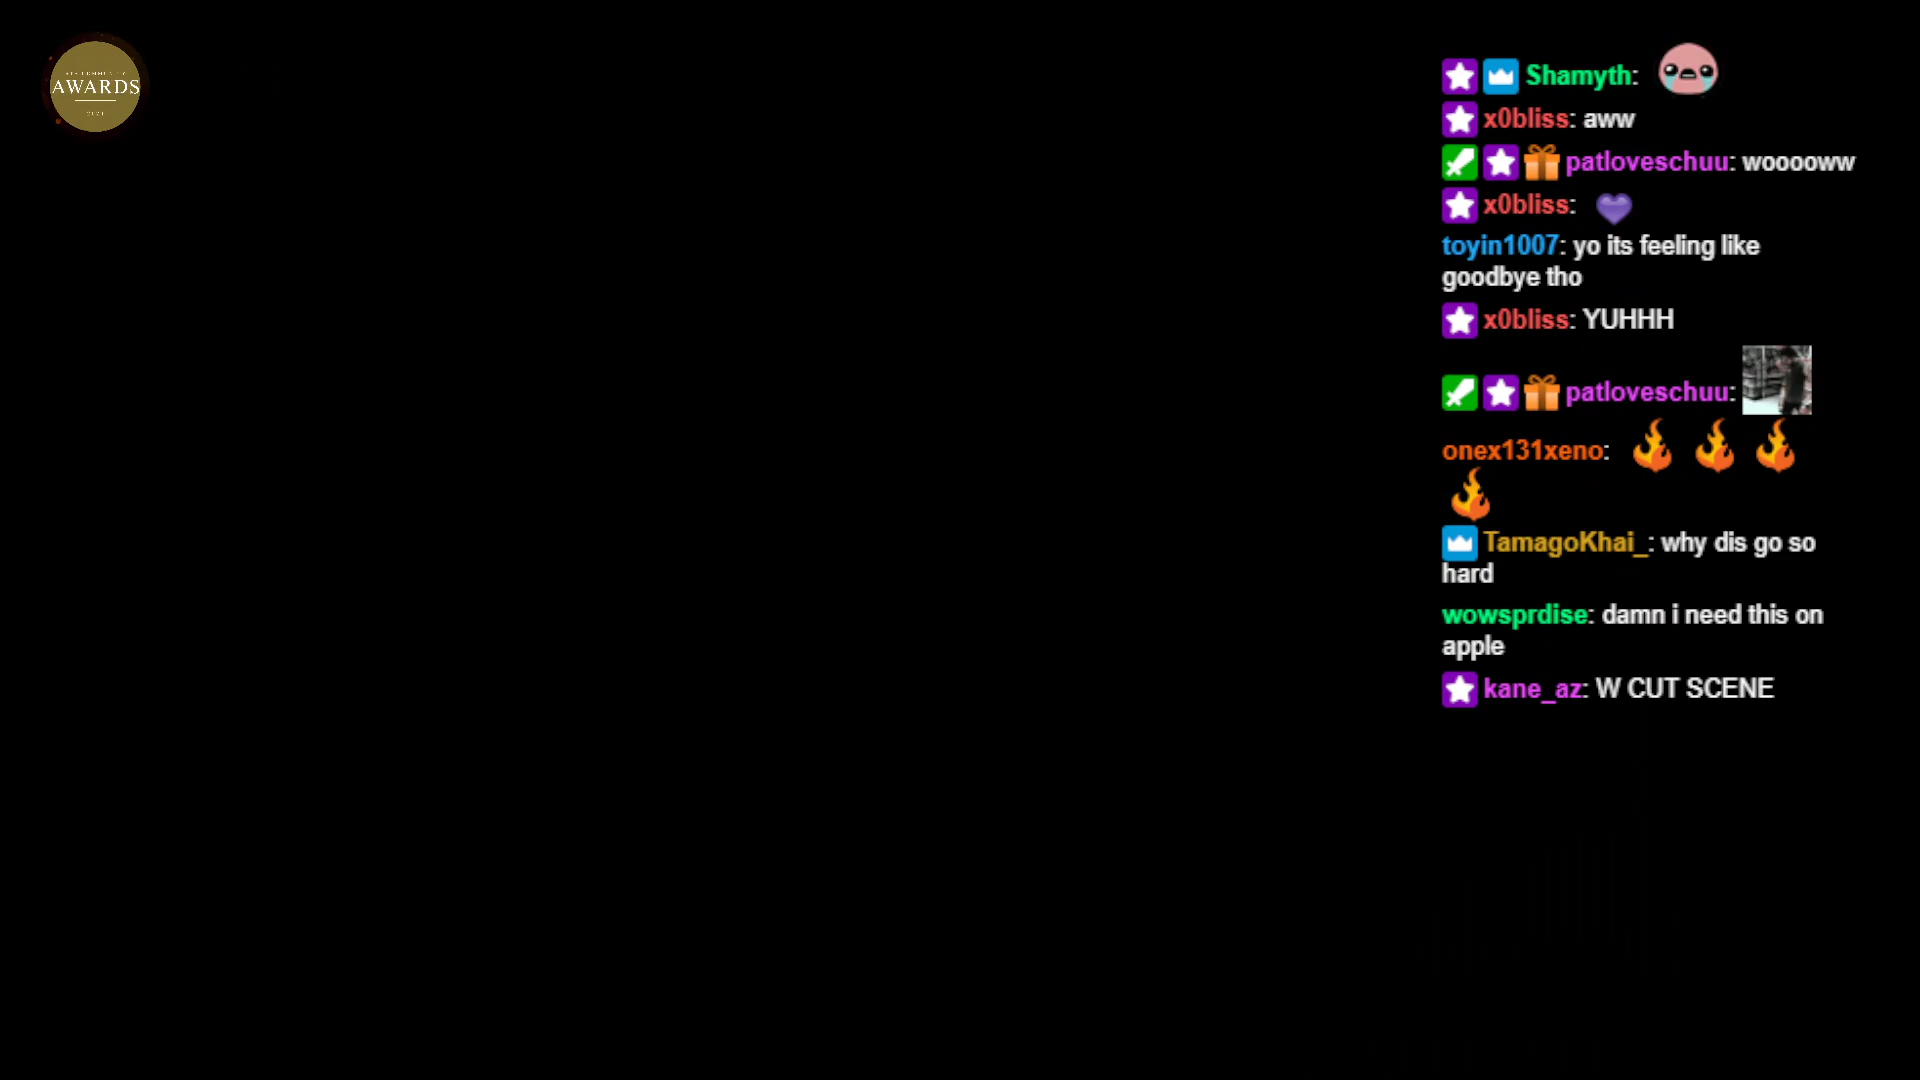 AWARDS
Shamyth:
x0bliss: aww
patloveschuu: wooooww
x0bliss:
toyin1007: yo its feeling like
goodbye tho
x0bliss: YUHHH
patloveschuu:
onex131xeno:
TamagoKhai_: why dis go so
hard
wowsprdise: damn i need this on
apple
kane_az: W CUT SCENE